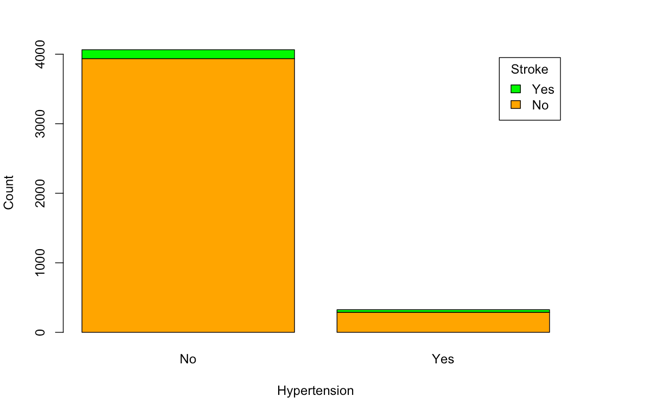 4000
3000
2000
1000
0
Count
No
Yes
Hypertension
Stroke
Yes
No